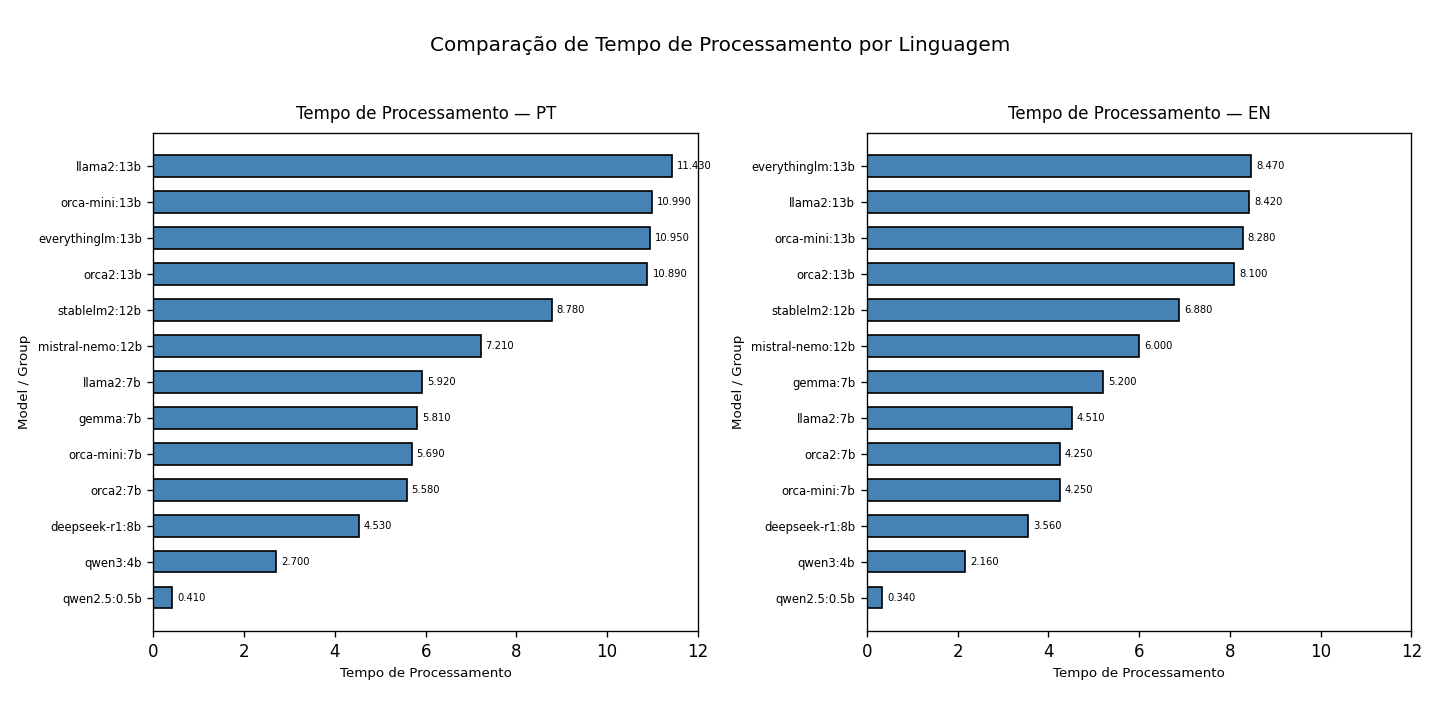 Comparação de Tempo de Processamento por Linguagem
Tempo de Processamento — PT
Model / Group
llama2:13b 11.430
orca-mini:13b 10.990
everythinglm:13b 10.950
orca2:13b 10.890
stablelm2:12b 8.780
mistral-nemo:12b 7.210
llama2:7b 5.920
gemma:7b 5.810
orca-mini:7b 5.690
orca2:7b 5.580
deepseek-r1:8b 4.530
qwen3:4b 2.700
qwen2.5:0.5b 0.410
0 2 4 6 8 10 12
Tempo de Processamento
Tempo de Processamento — EN
Model / Group
everythinglm:13b 8.470
llama2:13b 8.420
orca-mini:13b 8.280
orca2:13b 8.100
stablelm2:12b 6.880
mistral-nemo:12b 6.000
gemma:7b 5.200
llama2:7b 4.510
orca2:7b 4.250
orca-mini:7b 4.250
deepseek-r1:8b 3.560
qwen3:4b 2.160
qwen2.5:0.5b 0.340
0 2 4 6 8 10 12
Tempo de Processamento